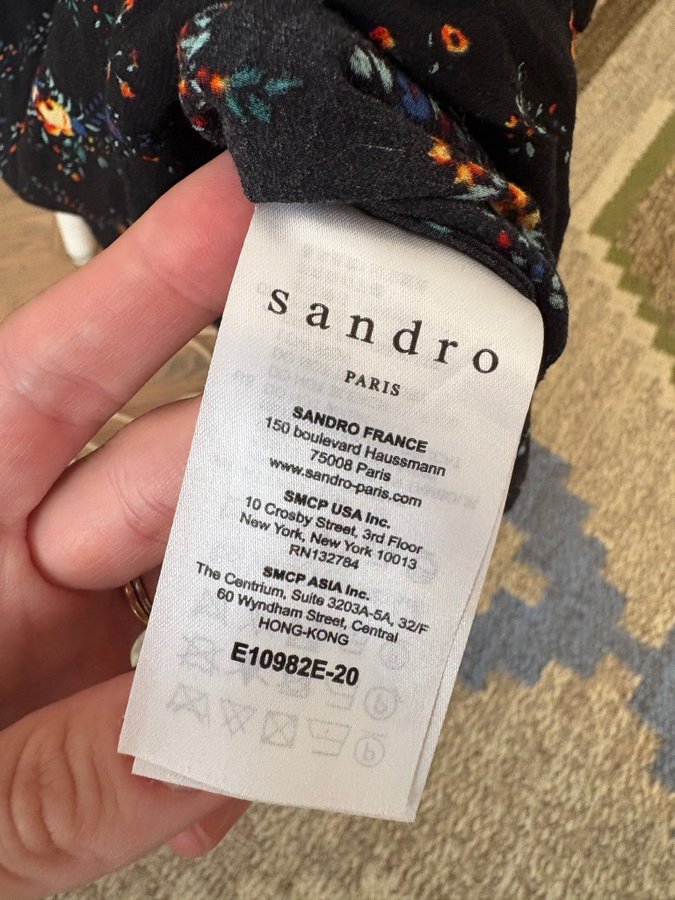 sandro
PARIS
SANDRO FRANCE
150 boulevard Haussmann
75008 Paris
www.sandro-paris.com
SMCP USA Inc.
10 Crosby Street, 3rd Floor
New York, New York 10013
RN132784
SMCP ASIA Inc.
The Centrium, Suite 3203A-5A, 32/F
60 Wyndham Street, Central
HONG-KONG
E10982E-20